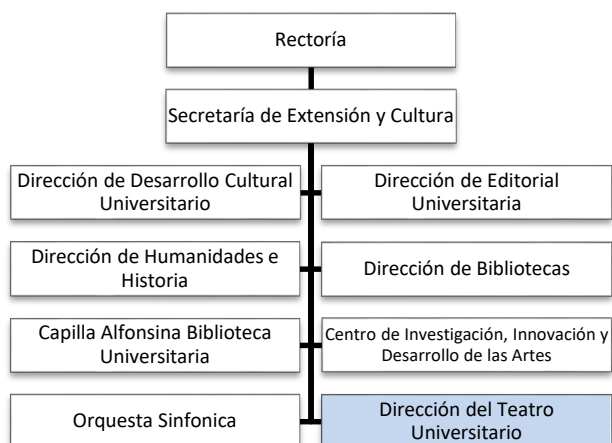 Rectoría
Secretaría de Extensión y Cultura
Dirección de Desarrollo Cultural
Universitario
Dirección de Editorial
Universitaria
Dirección de Humanidades e
Historia
Dirección de Bibliotecas
Capilla Alfonsina Biblioteca
Universitaria
Centro de Investigación, Innovación y
Desarrollo de las Artes
Orquesta Sinfonica
Dirección del Teatro
Universitario